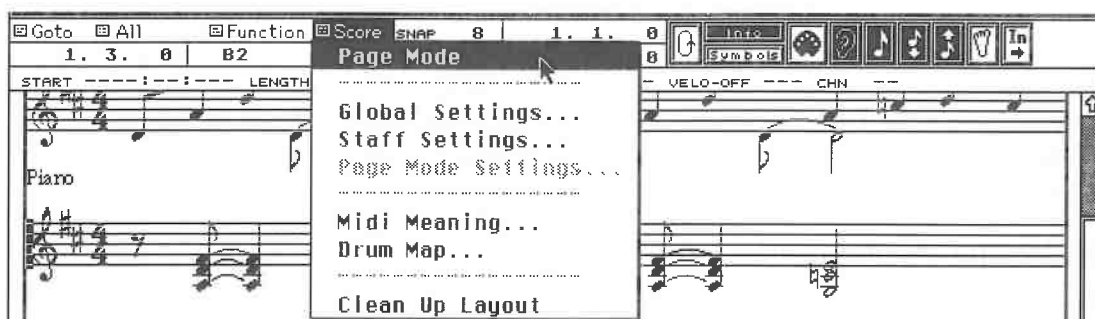 Goto All Function Score SNAP 8 1. 1. 0
1. 3. 0 B2 0 Info In
Symbols
Page Mode
START ----:--:---- LENGTH -- VELO-OFF ---- CHN --
Global Settings...
Staff Settings...
Page Mode Settings...
Piano
Midi Meaning...
Drum Map...
Clean Up Layout